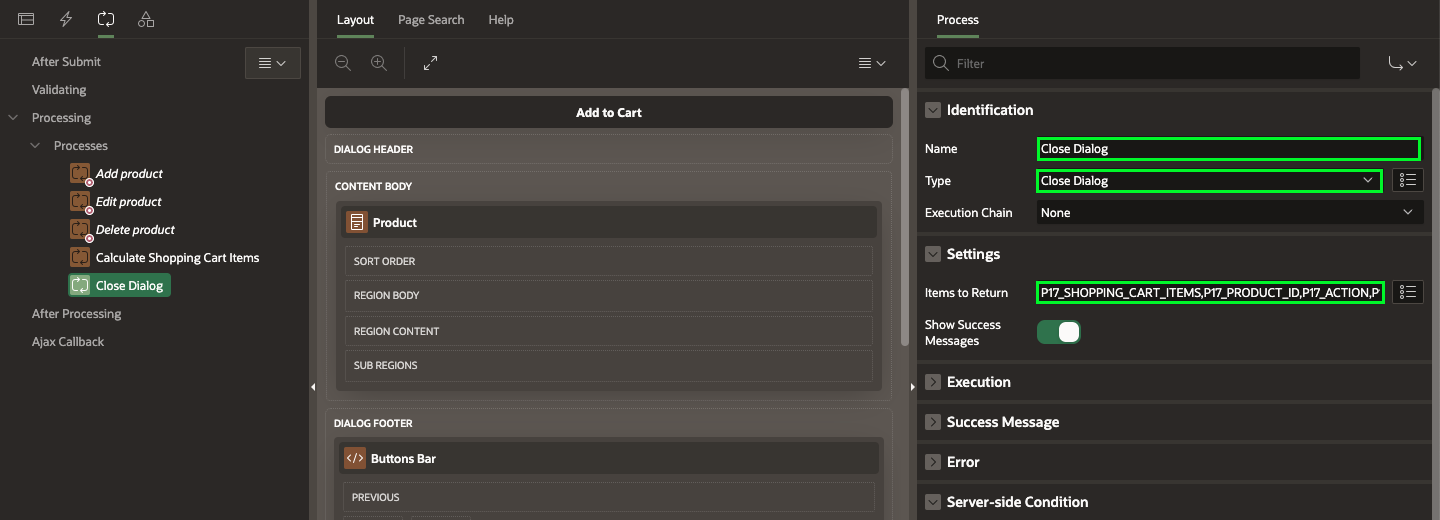 After Submit
Validating
Processing
Processes
Add product
Edit product
Delete product
Calculate Shopping Cart Items
Close Dialog
After Processing
Ajax Callback
Layout
Page Search
Help
Add to Cart
DIALOG HEADER
CONTENT BODY
Product
SORT ORDER
REGION BODY
REGION CONTENT
SUB REGIONS
DIALOG FOOTER
</> Buttons Bar
PREVIOUS
Process
Filter
Identification
Name Close Dialog
Type Close Dialog
Execution Chain None
Settings
Items to Return P17_SHOPPING_CART_ITEMS,P17_PRODUCT_ID,P17_ACTION,P
Show Success
Messages
Execution
Success Message
Error
Server-side Condition